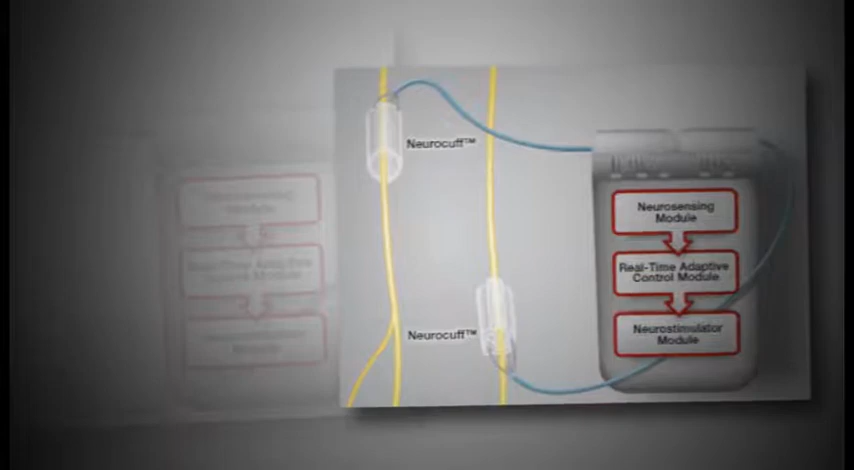 Neurocuff™
Neurosensing
Module
Real-Time Adaptive
Control Module
Neurocuff™
Neurostimulator
Module